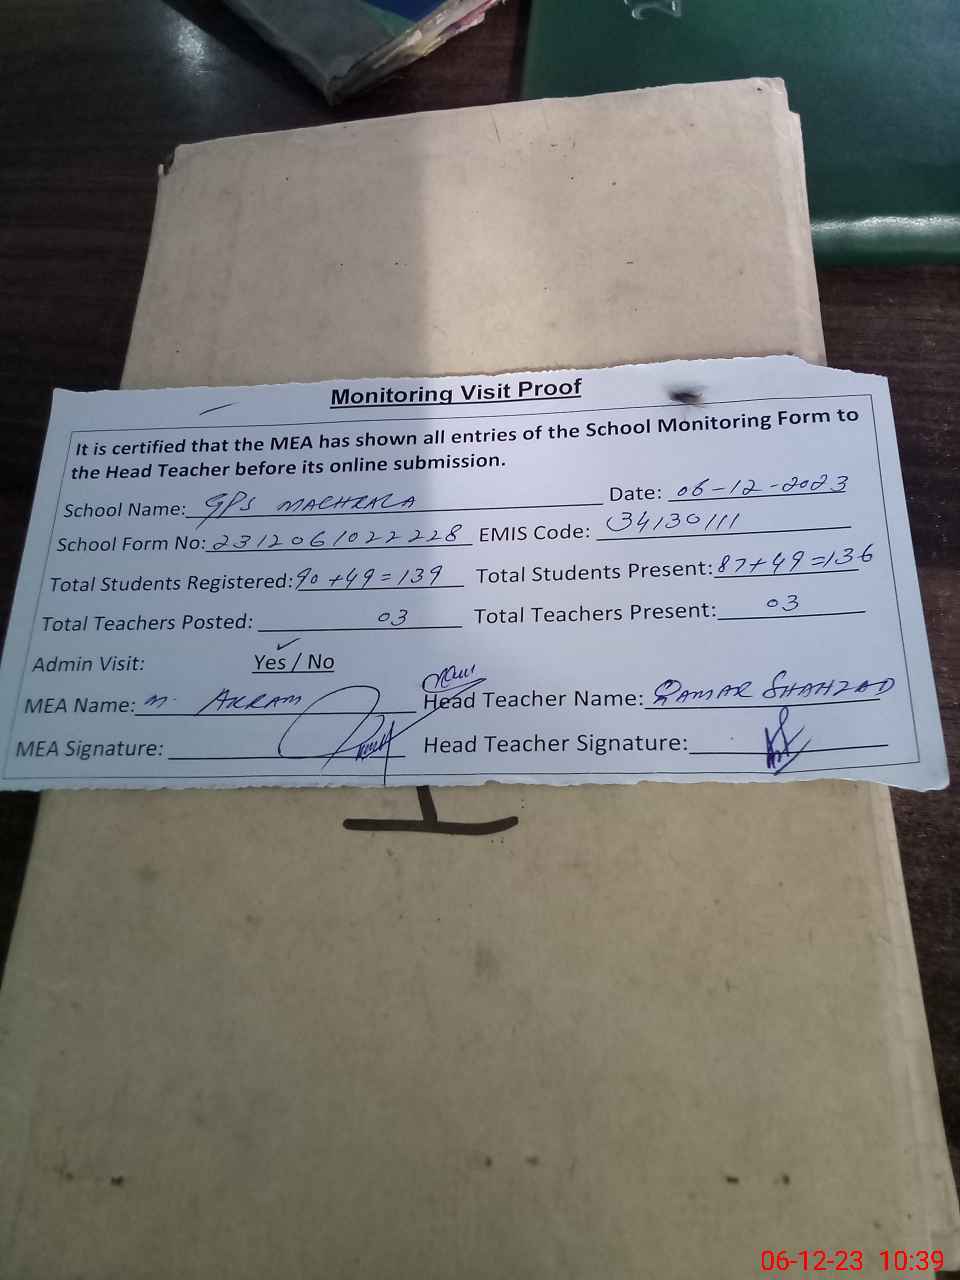 Monitoring Visit Proof
It is certified that the MEA has shown all entries of the School Monitoring Form to
the Head Teacher before its online submission.
School Name: GPS MACHRALA Date: 06-12-2023
School Form No: 2312061022228 EMIS Code: 34130111
Total Students Registered: 90+49=139 Total Students Present: 87+49=136
Total Teachers Posted: 03 Total Teachers Present: 03
Admin Visit: Yes / No
MEA Name: M. AKRAM Head Teacher Name: QAMAR SHAHZAD
MEA Signature: Head Teacher Signature:
06-12-23 10:39